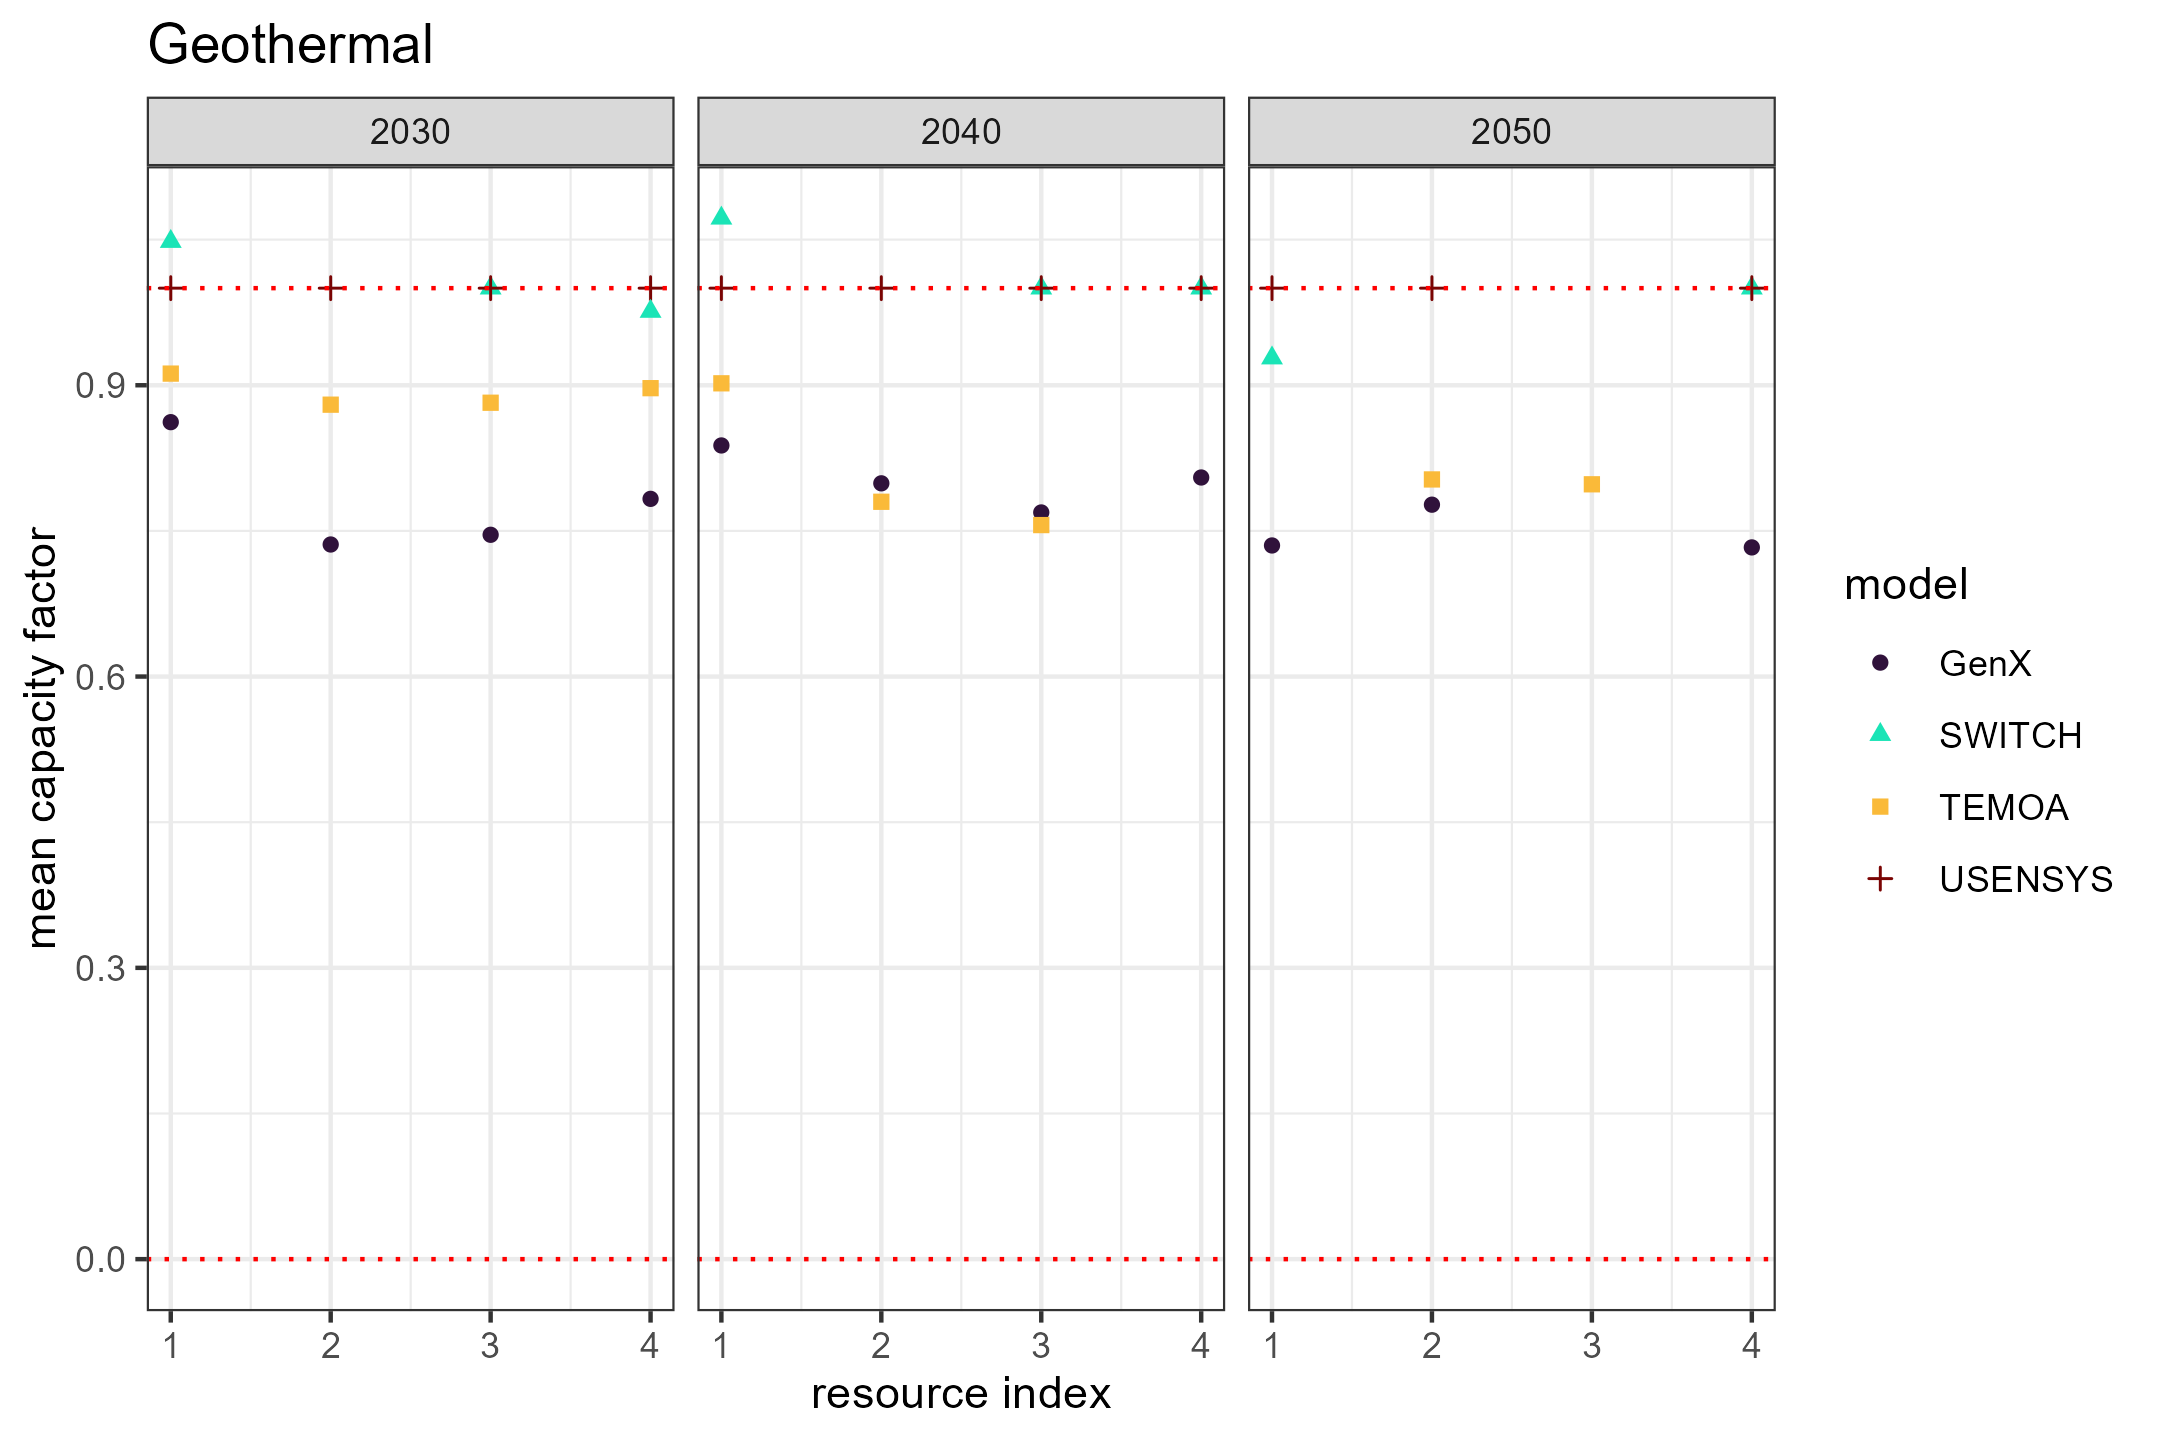 Geothermal
2030
2040
2050
mean capacity factor
0.9
0.6
0.3
0.0
1 2 3 4
1 2 3 4
1 2 3 4
resource index
model
GenX
SWITCH
TEMOA
USENSYS